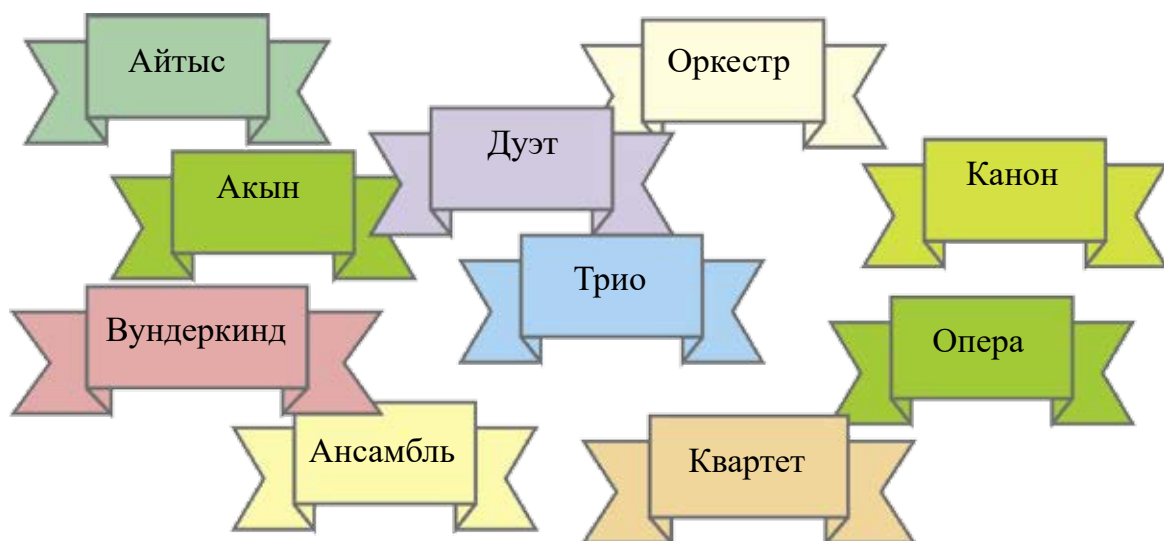 Айтыс
Оркестр
Дуэт
Акын
Канон
Трио
Вундеркинд
Опера
Ансамбль
Квартет